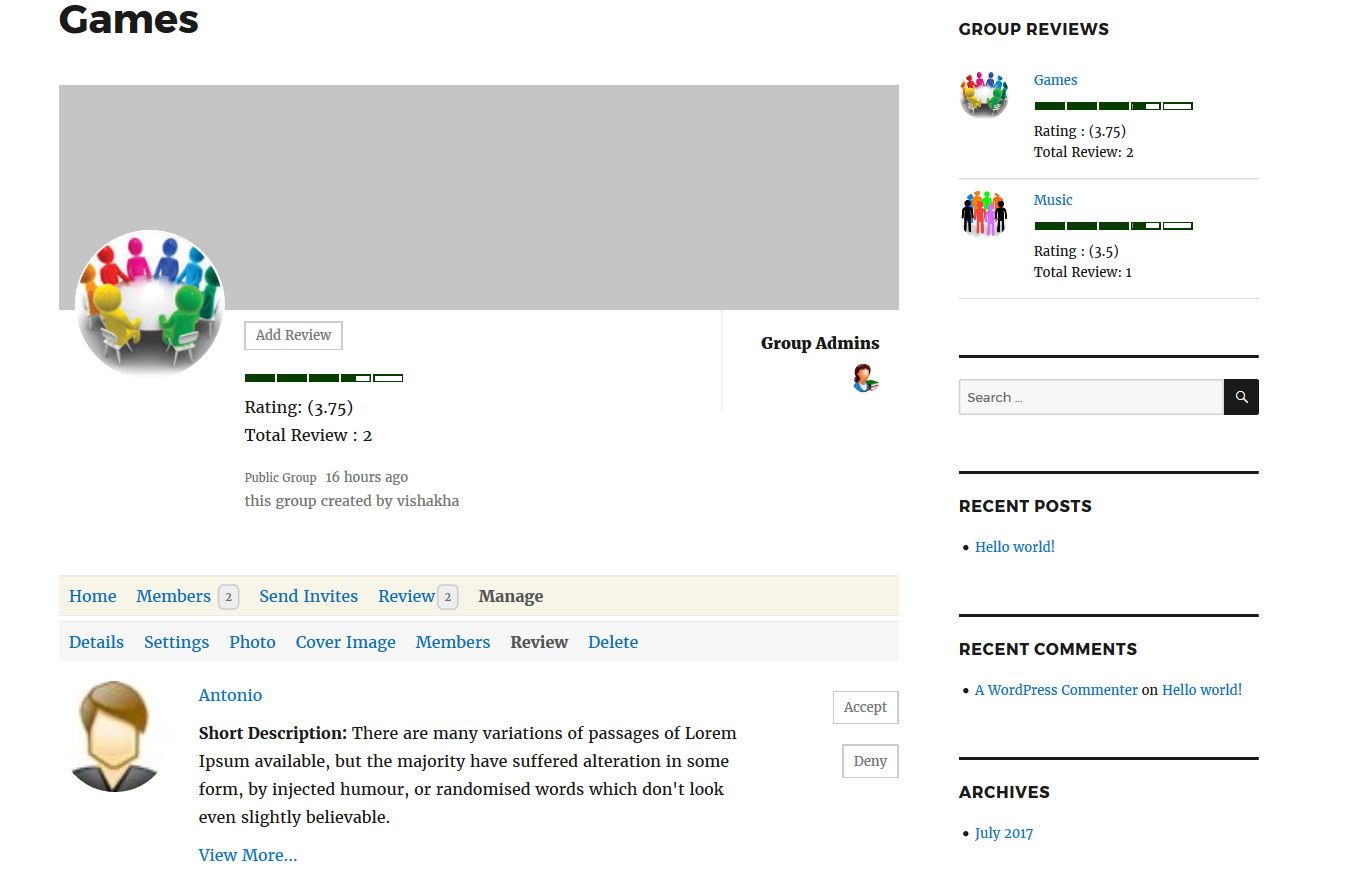 Games
Add Review
Rating: (3.75)
Total Review : 2
Public Group 16 hours ago
this group created by vishakha
Group Admins
Home Members 2 Send Invites Review 2 Manage
Details Settings Photo Cover Image Members Review Delete
Antonio
Short Description: There are many variations of passages of Lorem
Ipsum available, but the majority have suffered alteration in some
form, by injected humour, or randomised words which don't look
even slightly believable.
View More...
Accept
Deny
GROUP REVIEWS
Games
Rating : (3.75)
Total Review: 2
Music
Rating : (3.5)
Total Review: 1
Search …
RECENT POSTS
Hello world!
RECENT COMMENTS
A WordPress Commenter on Hello world!
ARCHIVES
July 2017